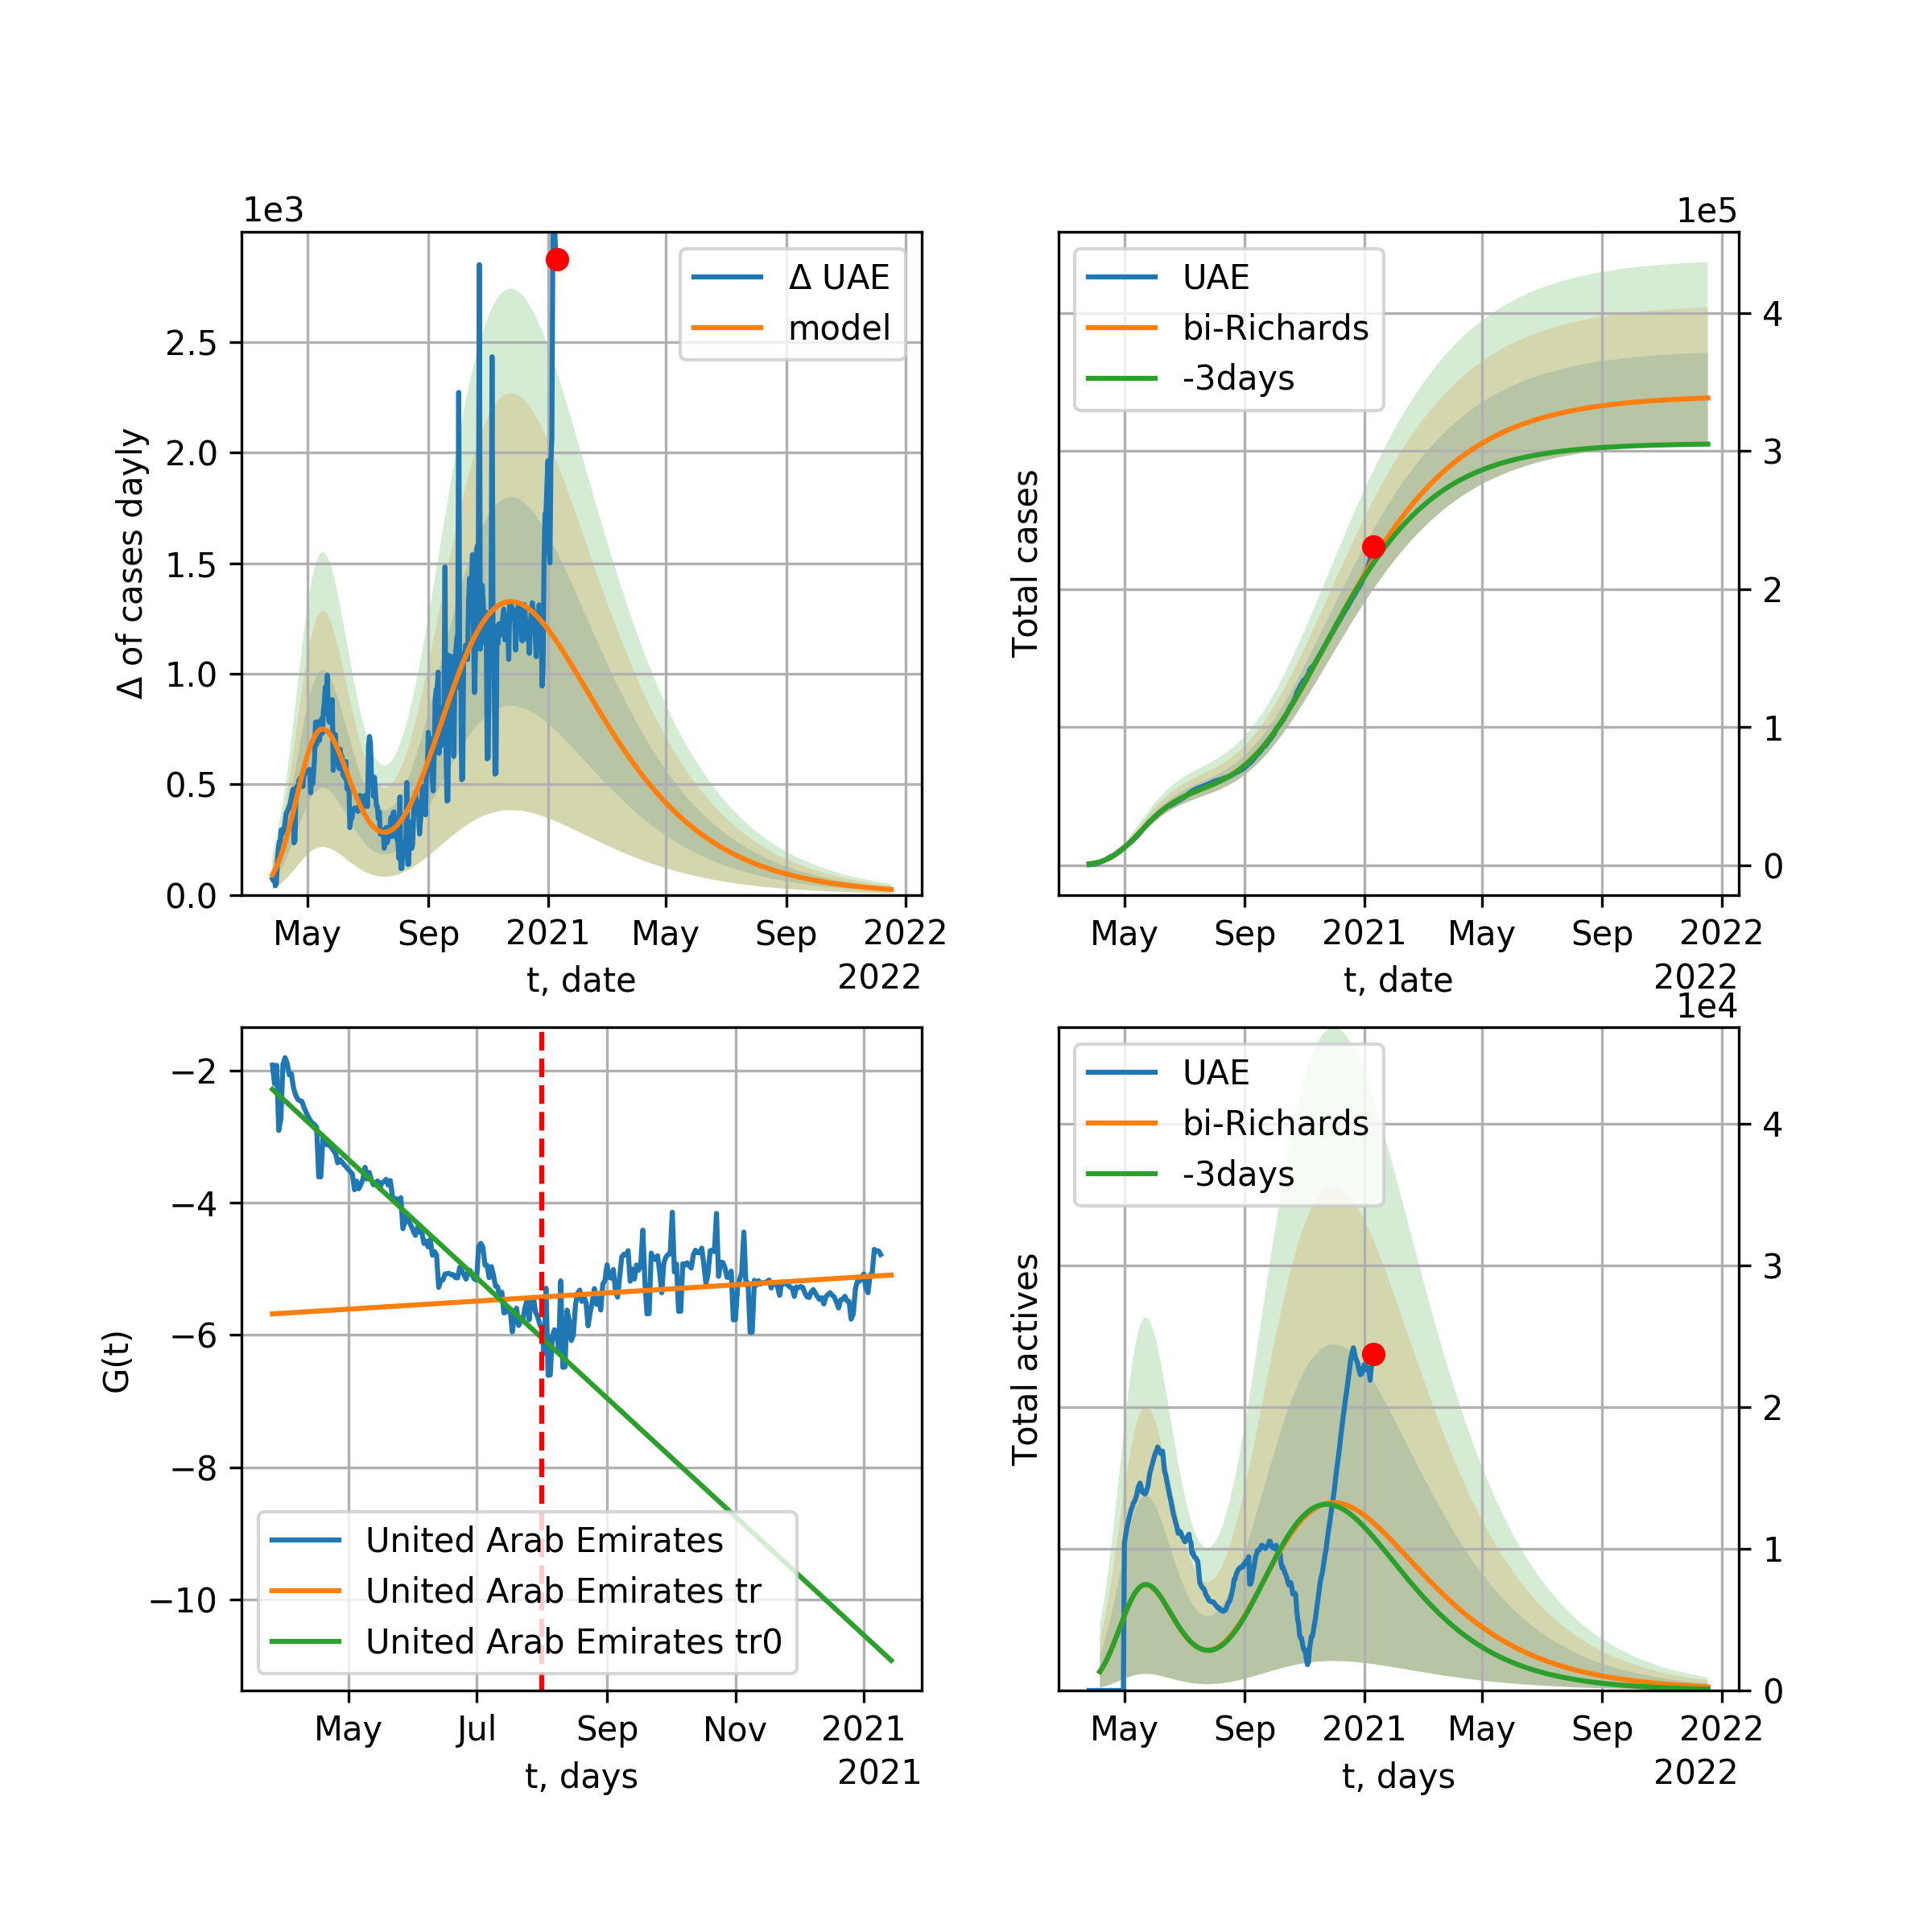 1e3
Δ of cases dayly
2.5
2.0
1.5
1.0
0.5
0.0
Δ UAE
model
May Sep 2021 May Sep 2022
t, date
2022
1e5
Total cases
UAE
bi-Richards
-3days
4
3
2
1
0
May Sep 2021 May Sep 2022
t, date
2022
G(t)
−2
−4
−6
−8
−10
United Arab Emirates
United Arab Emirates tr
United Arab Emirates tr0
May Jul Sep Nov 2021
t, days
2021
1e4
Total actives
UAE
bi-Richards
-3days
4
3
2
1
0
May Sep 2021 May Sep 2022
t, days
2022